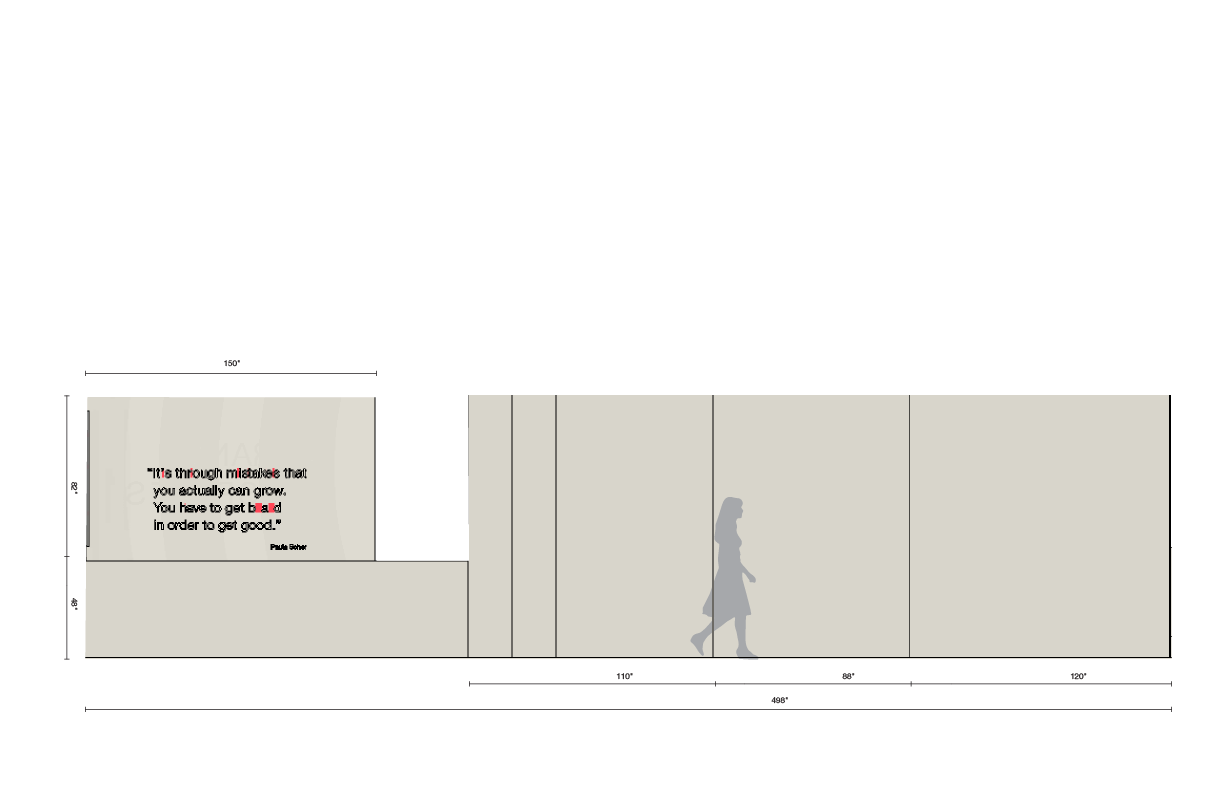 150"
82"
"It's through mistakes that
you actually can grow.
You have to get bad
in order to get good."
Paula Scher
48"
110"
88"
120"
498"